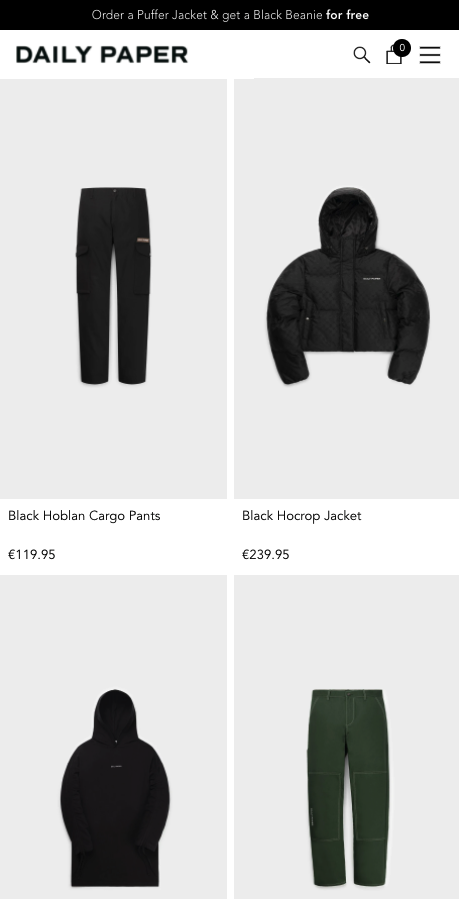 Order a Puffer Jacket & get a Black Beanie for free
DAILY PAPER
0
Black Hoblan Cargo Pants
€119.95
Black Hocrop Jacket
€239.95